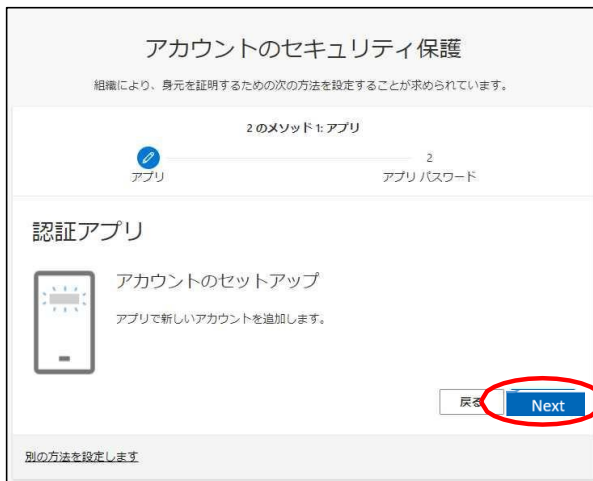 アカウントのセキュリティ保護
組織により、身元を証明するための次の方法を設定することが求められています。
2 のメソッド 1: アプリ
2
アプリ
アプリ パスワード
認証アプリ
アカウントのセットアップ
アプリで新しいアカウントを追加します。
戻る
Next
別の方法を設定します